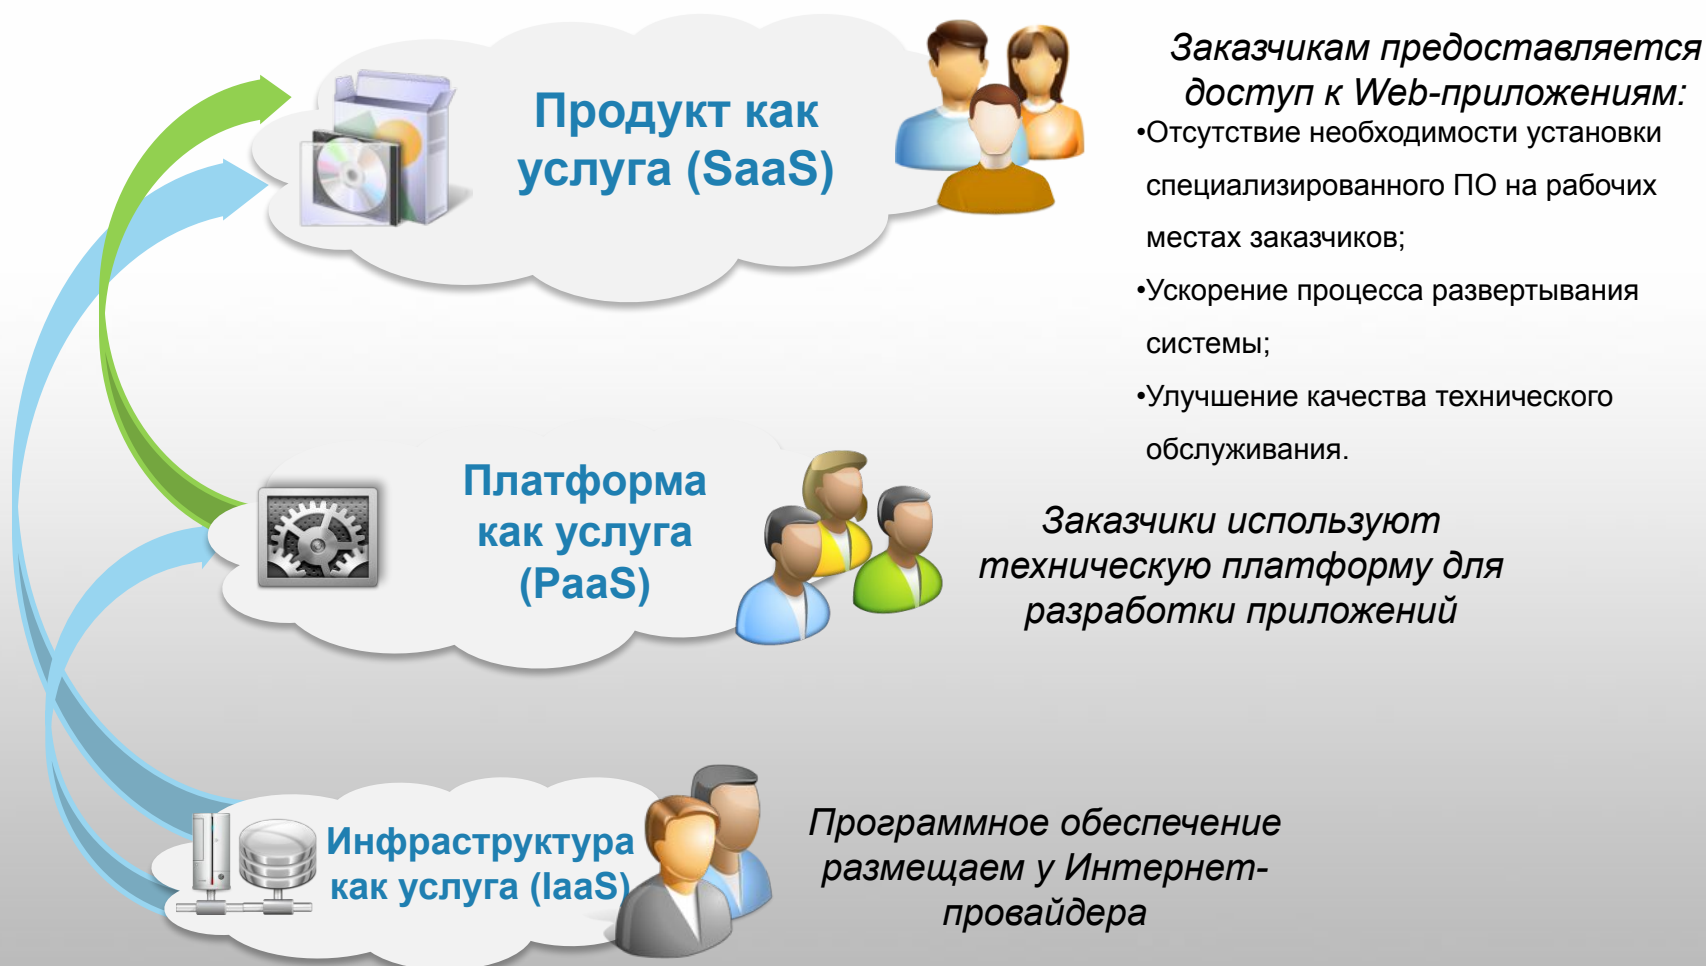 Продукт как
услуга (SaaS)
Заказчикам предоставляется
доступ к Web-приложениям:
•Отсутствие необходимости установки
специализированного ПО на рабочих
местах заказчиков;
•Ускорение процесса развертывания
системы;
•Улучшение качества технического
обслуживания.
Платформа
как услуга
(PaaS)
Заказчики используют
техническую платформу для
разработки приложений
Инфраструктура
как услуга (IaaS)
Программное обеспечение
размещаем у Интернет-
провайдера